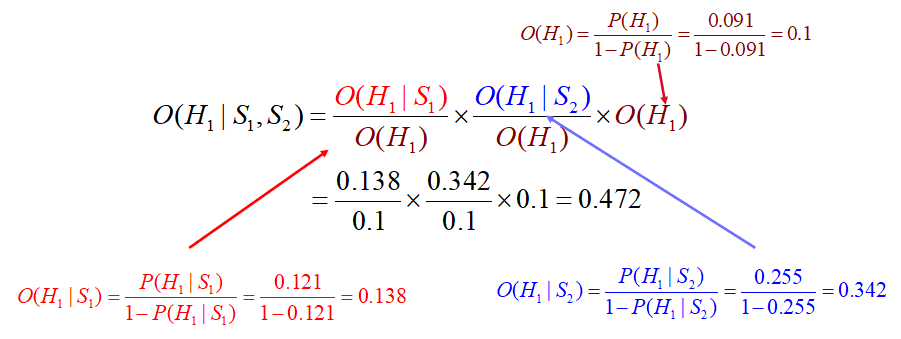 O(H₁) = P(H₁) / (1 − P(H₁)) = 0.091 / (1 − 0.091) = 0.1
O(H₁ | S₁, S₂) = O(H₁ | S₁) / O(H₁) × O(H₁ | S₂) / O(H₁) × O(H₁)
= 0.138 / 0.1 × 0.342 / 0.1 × 0.1 = 0.472
O(H₁ | S₁) = P(H₁ | S₁) / (1 − P(H₁ | S₁)) = 0.121 / (1 − 0.121) = 0.138
O(H₁ | S₂) = P(H₁ | S₂) / (1 − P(H₁ | S₂)) = 0.255 / (1 − 0.255) = 0.342